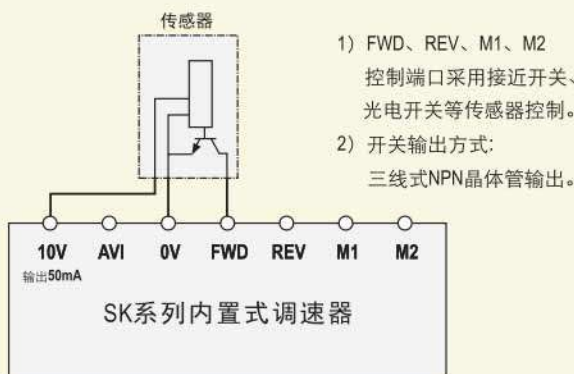 传感器
1) FWD、REV、M1、M2
控制端口采用接近开关、
光电开关等传感器控制。
2) 开关输出方式:
三线式NPN晶体管输出。
10V AVI 0V FWD REV M1 M2
输出50mA
SK系列内置式调速器